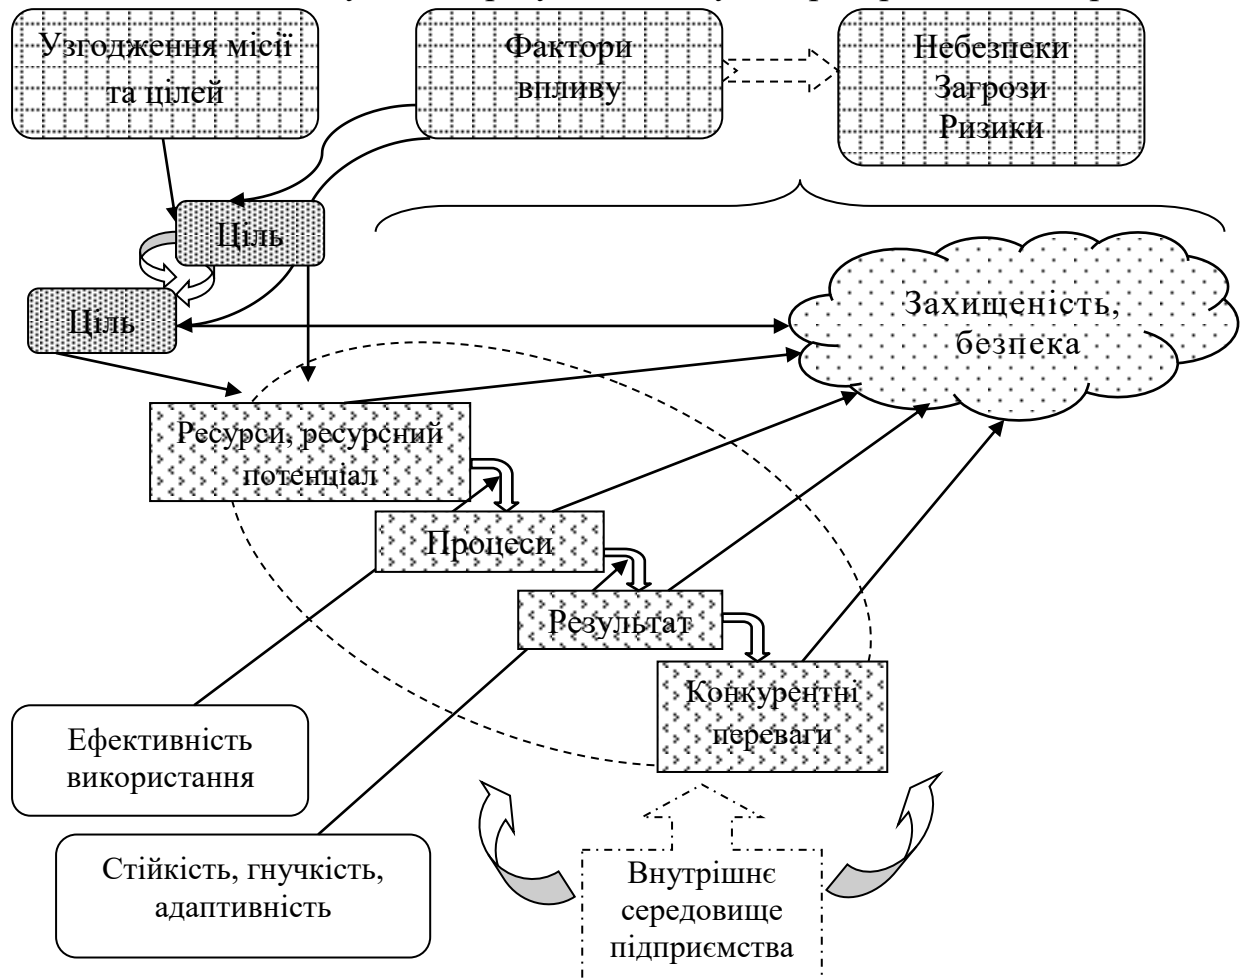 Узгодження місії
та цілей
Фактори
впливу
Небезпеки
Загрози
Ризики
Ціль
Ціль
Захищеність,
безпека
Ресурси, ресурсний
потенціал
Процеси
Результат
Конкурентні
переваги
Ефективність
використання
Стійкість, гнучкість,
адаптивність
Внутрішнє
середовище
підприємства